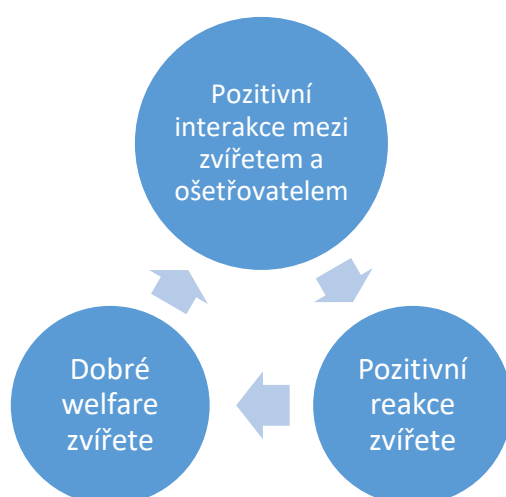 Pozitivní
interakce mezi
zvířetem a
ošetřovatelem
Dobré
welfare
zvířete
Pozitivní
reakce
zvířete